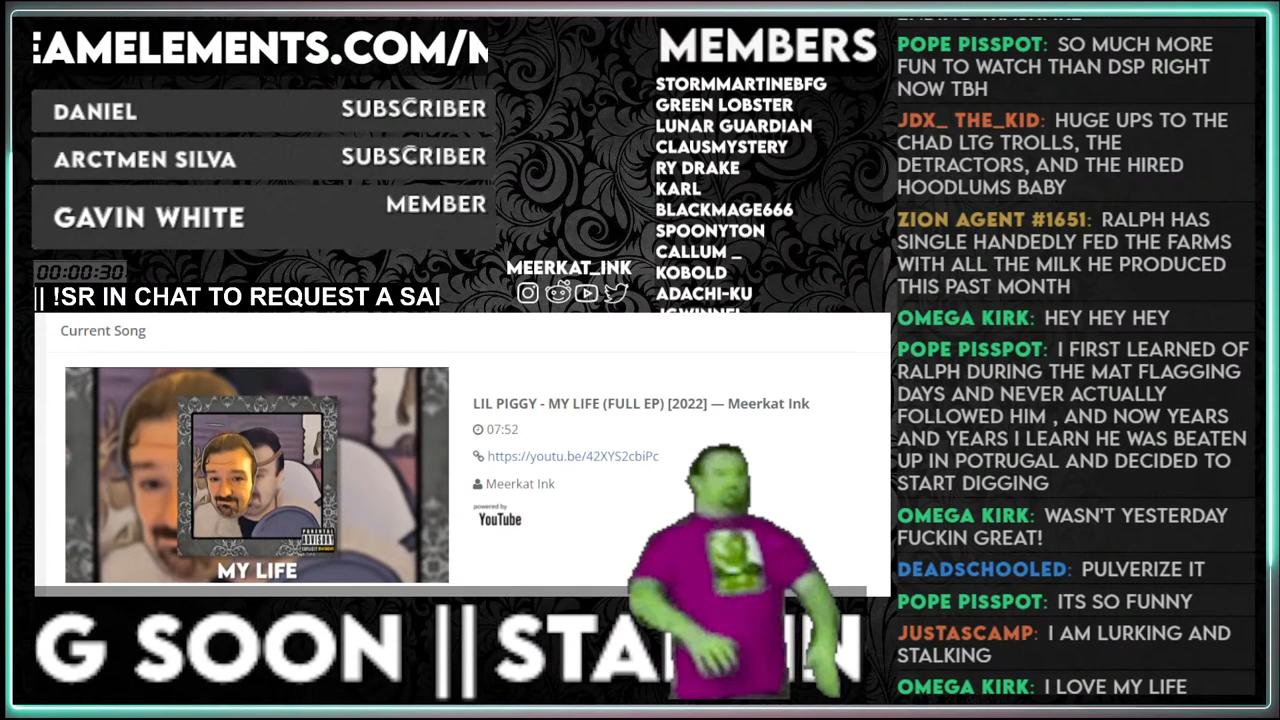 EAMELEMENTS.COM/M
DANIEL SUBSCRIBER
ARCTMEN SILVA SUBSCRIBER
GAVIN WHITE MEMBER
00:00:30
|| !SR IN CHAT TO REQUEST A SA
MEERKAT_INK
MEMBERS
STORMMARTINEBFG
GREEN LOBSTER
LUNAR GUARDIAN
CLAUSMYSTERY
RY DRAKE
KARL
BLACKMAGE666
SPOONYTON
CALLUM _
KOBOLD
ADACHI-KU
Current Song
LIL PIGGY - MY LIFE (FULL EP) [2022] — Meerkat Ink
07:52
https://youtu.be/42XYS2cbiPc
Meerkat Ink
powered by
YouTube
PARENTAL
ADVISORY
MY LIFE
G SOON || STA
POPE PISSPOT: SO MUCH MORE
FUN TO WATCH THAN DSP RIGHT
NOW TBH
JDX_ THE_KID: HUGE UPS TO THE
CHAD LTG TROLLS, THE
DETRACTORS, AND THE HIRED
HOODLUMS BABY
ZION AGENT #1651: RALPH HAS
SINGLE HANDEDLY FED THE FARMS
WITH ALL THE MILK HE PRODUCED
THIS PAST MONTH
OMEGA KIRK: HEY HEY HEY
POPE PISSPOT: I FIRST LEARNED OF
RALPH DURING THE MAT FLAGGING
DAYS AND NEVER ACTUALLY
FOLLOWED HIM , AND NOW YEARS
AND YEARS I LEARN HE WAS BEATEN
UP IN POTRUGAL AND DECIDED TO
START DIGGING
OMEGA KIRK: WASN'T YESTERDAY
FUCKIN GREAT!
DEADSCHOOLED: PULVERIZE IT
POPE PISSPOT: ITS SO FUNNY
JUSTASCAMP: I AM LURKING AND
STALKING
OMEGA KIRK: I LOVE MY LIFE